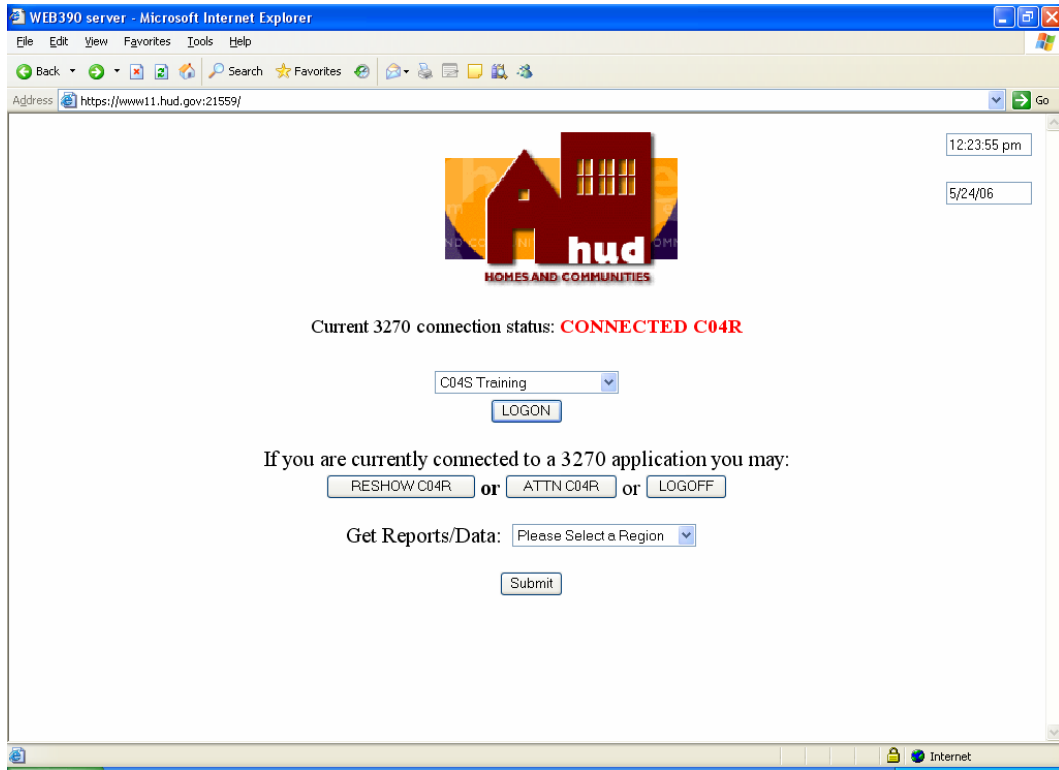 WEB390 server - Microsoft Internet Explorer
File Edit View Favorites Tools Help
Back Search Favorites
Address https://www11.hud.gov:21559/ Go
12:23:55 pm
5/24/06
hud
HOMES AND COMMUNITIES
Current 3270 connection status: CONNECTED C04R
C04S Training
LOGON
If you are currently connected to a 3270 application you may:
RESHOW C04R or ATTN C04R or LOGOFF
Get Reports/Data: Please Select a Region
Submit
Internet